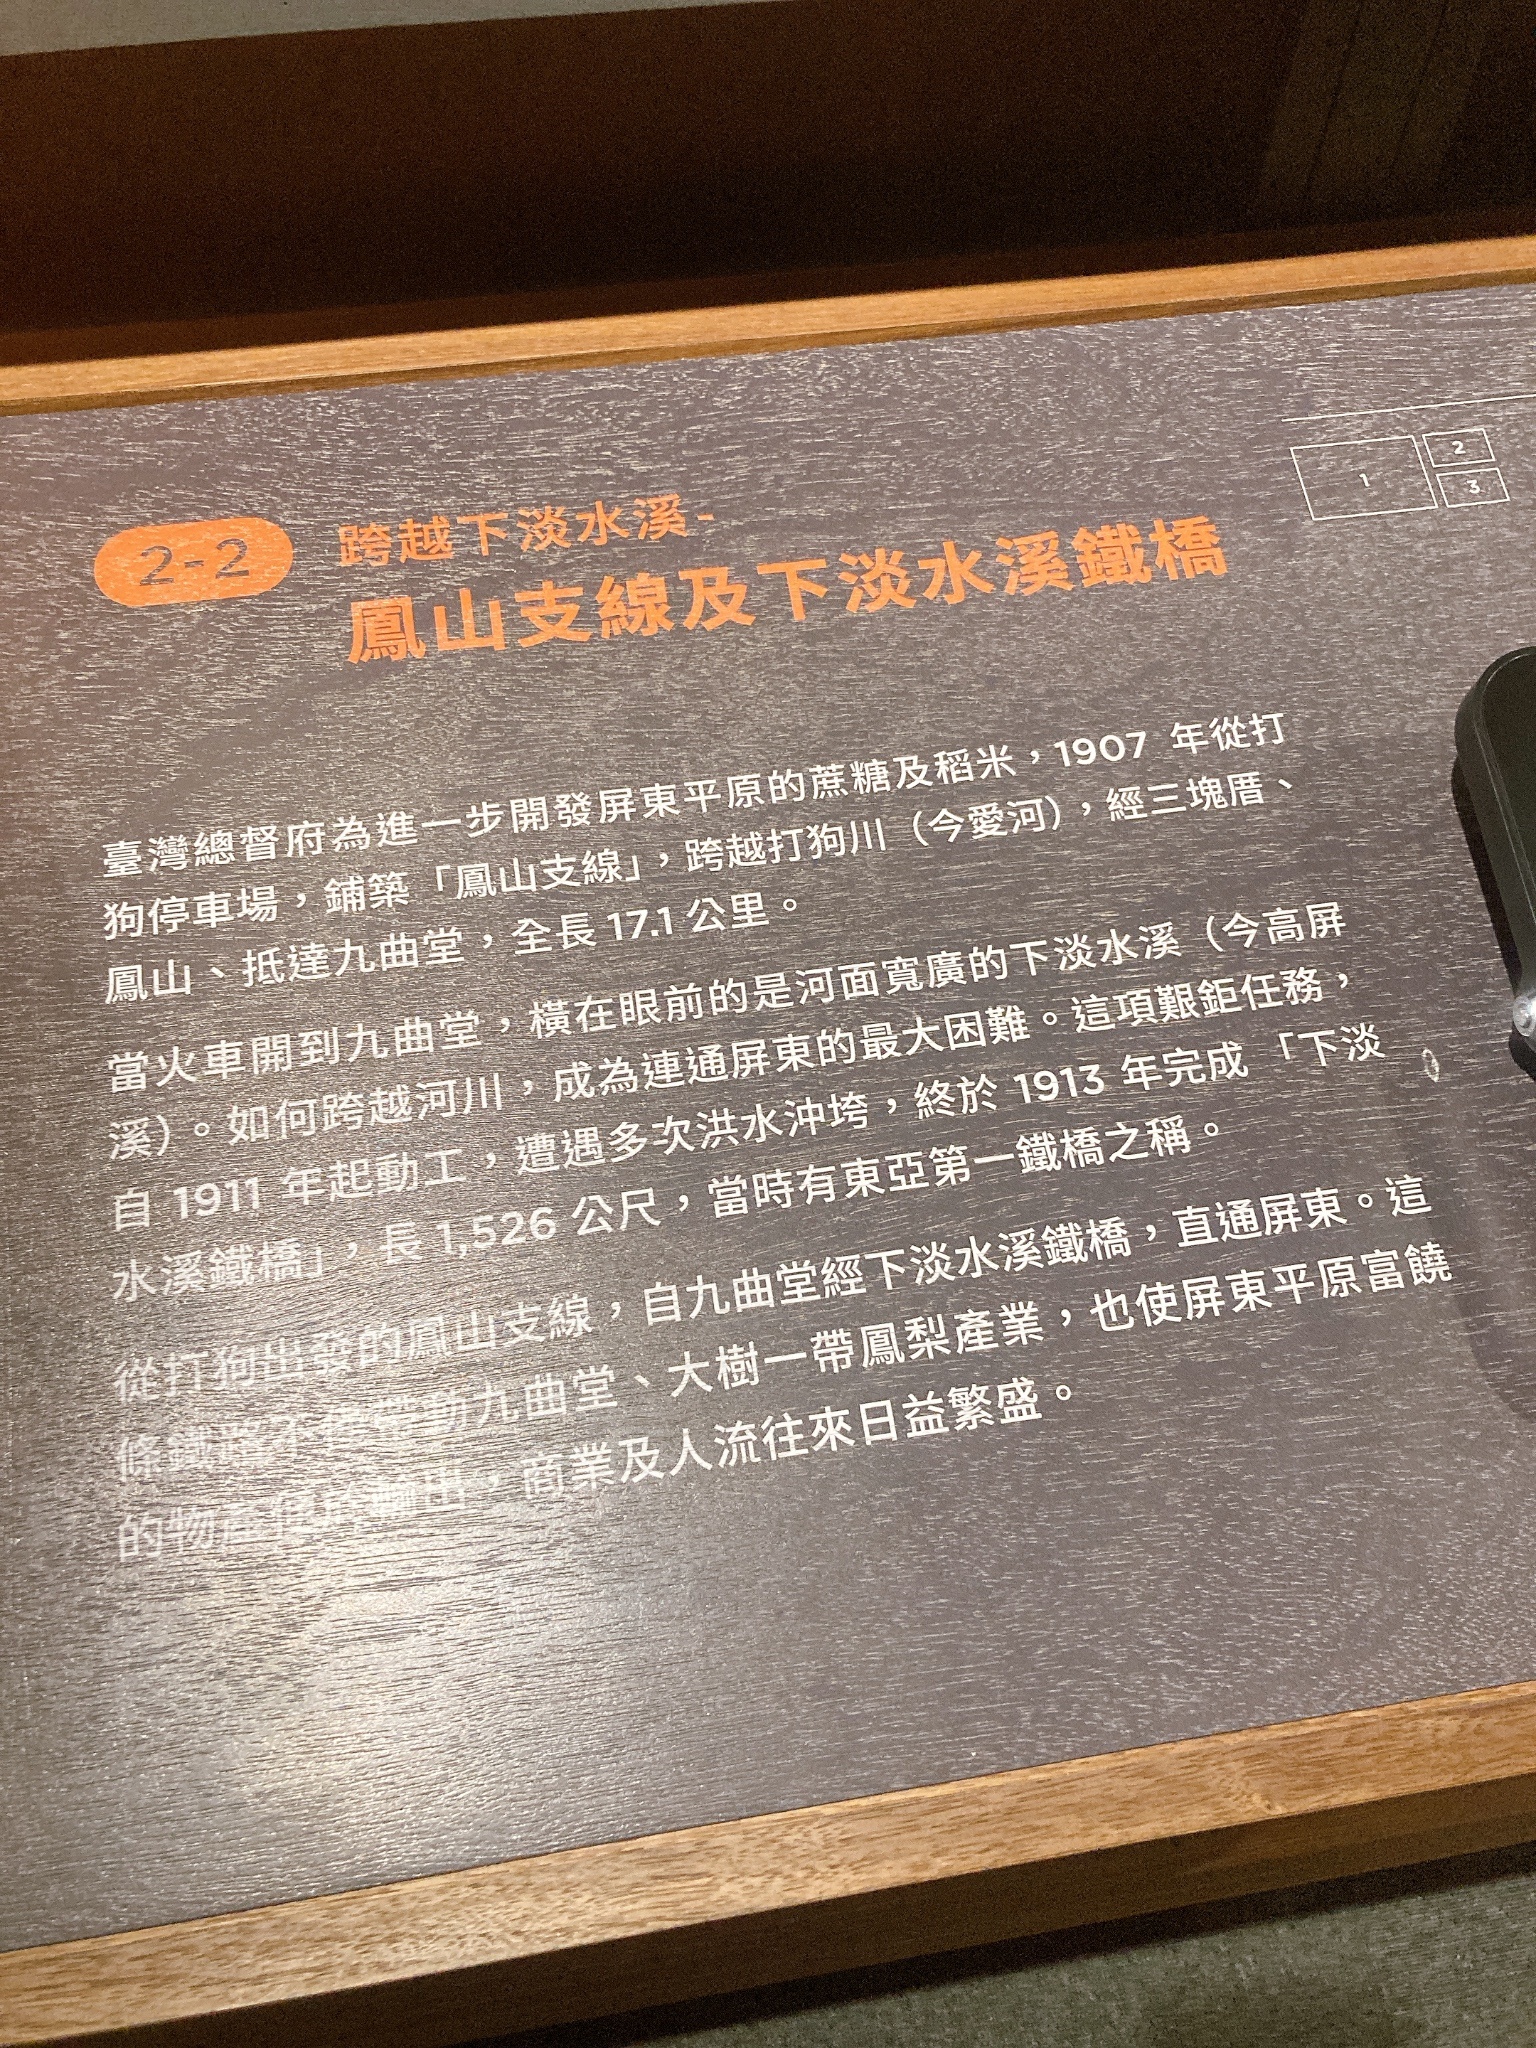 2-2
跨越下淡水溪-
鳳山支線及下淡水溪鐵橋
1
2
3
臺灣總督府為進一步開發屏東平原的蔗糖及稻米，1907 年從打
狗停車場，鋪築「鳳山支線」，跨越打狗川（今愛河），經三塊厝、
鳳山、抵達九曲堂，全長 17.1 公里。
當火車開到九曲堂，橫在眼前的是河面寬廣的下淡水溪（今高屏
溪）。如何跨越河川，成為連通屏東的最大困難。這項艱鉅任務，
自 1911 年起動工，遭遇多次洪水沖垮，終於 1913 年完成「下淡
水溪鐵橋」，長 1,526 公尺，當時有東亞第一鐵橋之稱。
從打狗出發的鳳山支線，自九曲堂經下淡水溪鐵橋，直通屏東。這
條鐵路不僅帶動九曲堂、大樹一帶鳳梨產業，也使屏東平原富饒
的物產便於輸出，商業及人流往來日益繁盛。